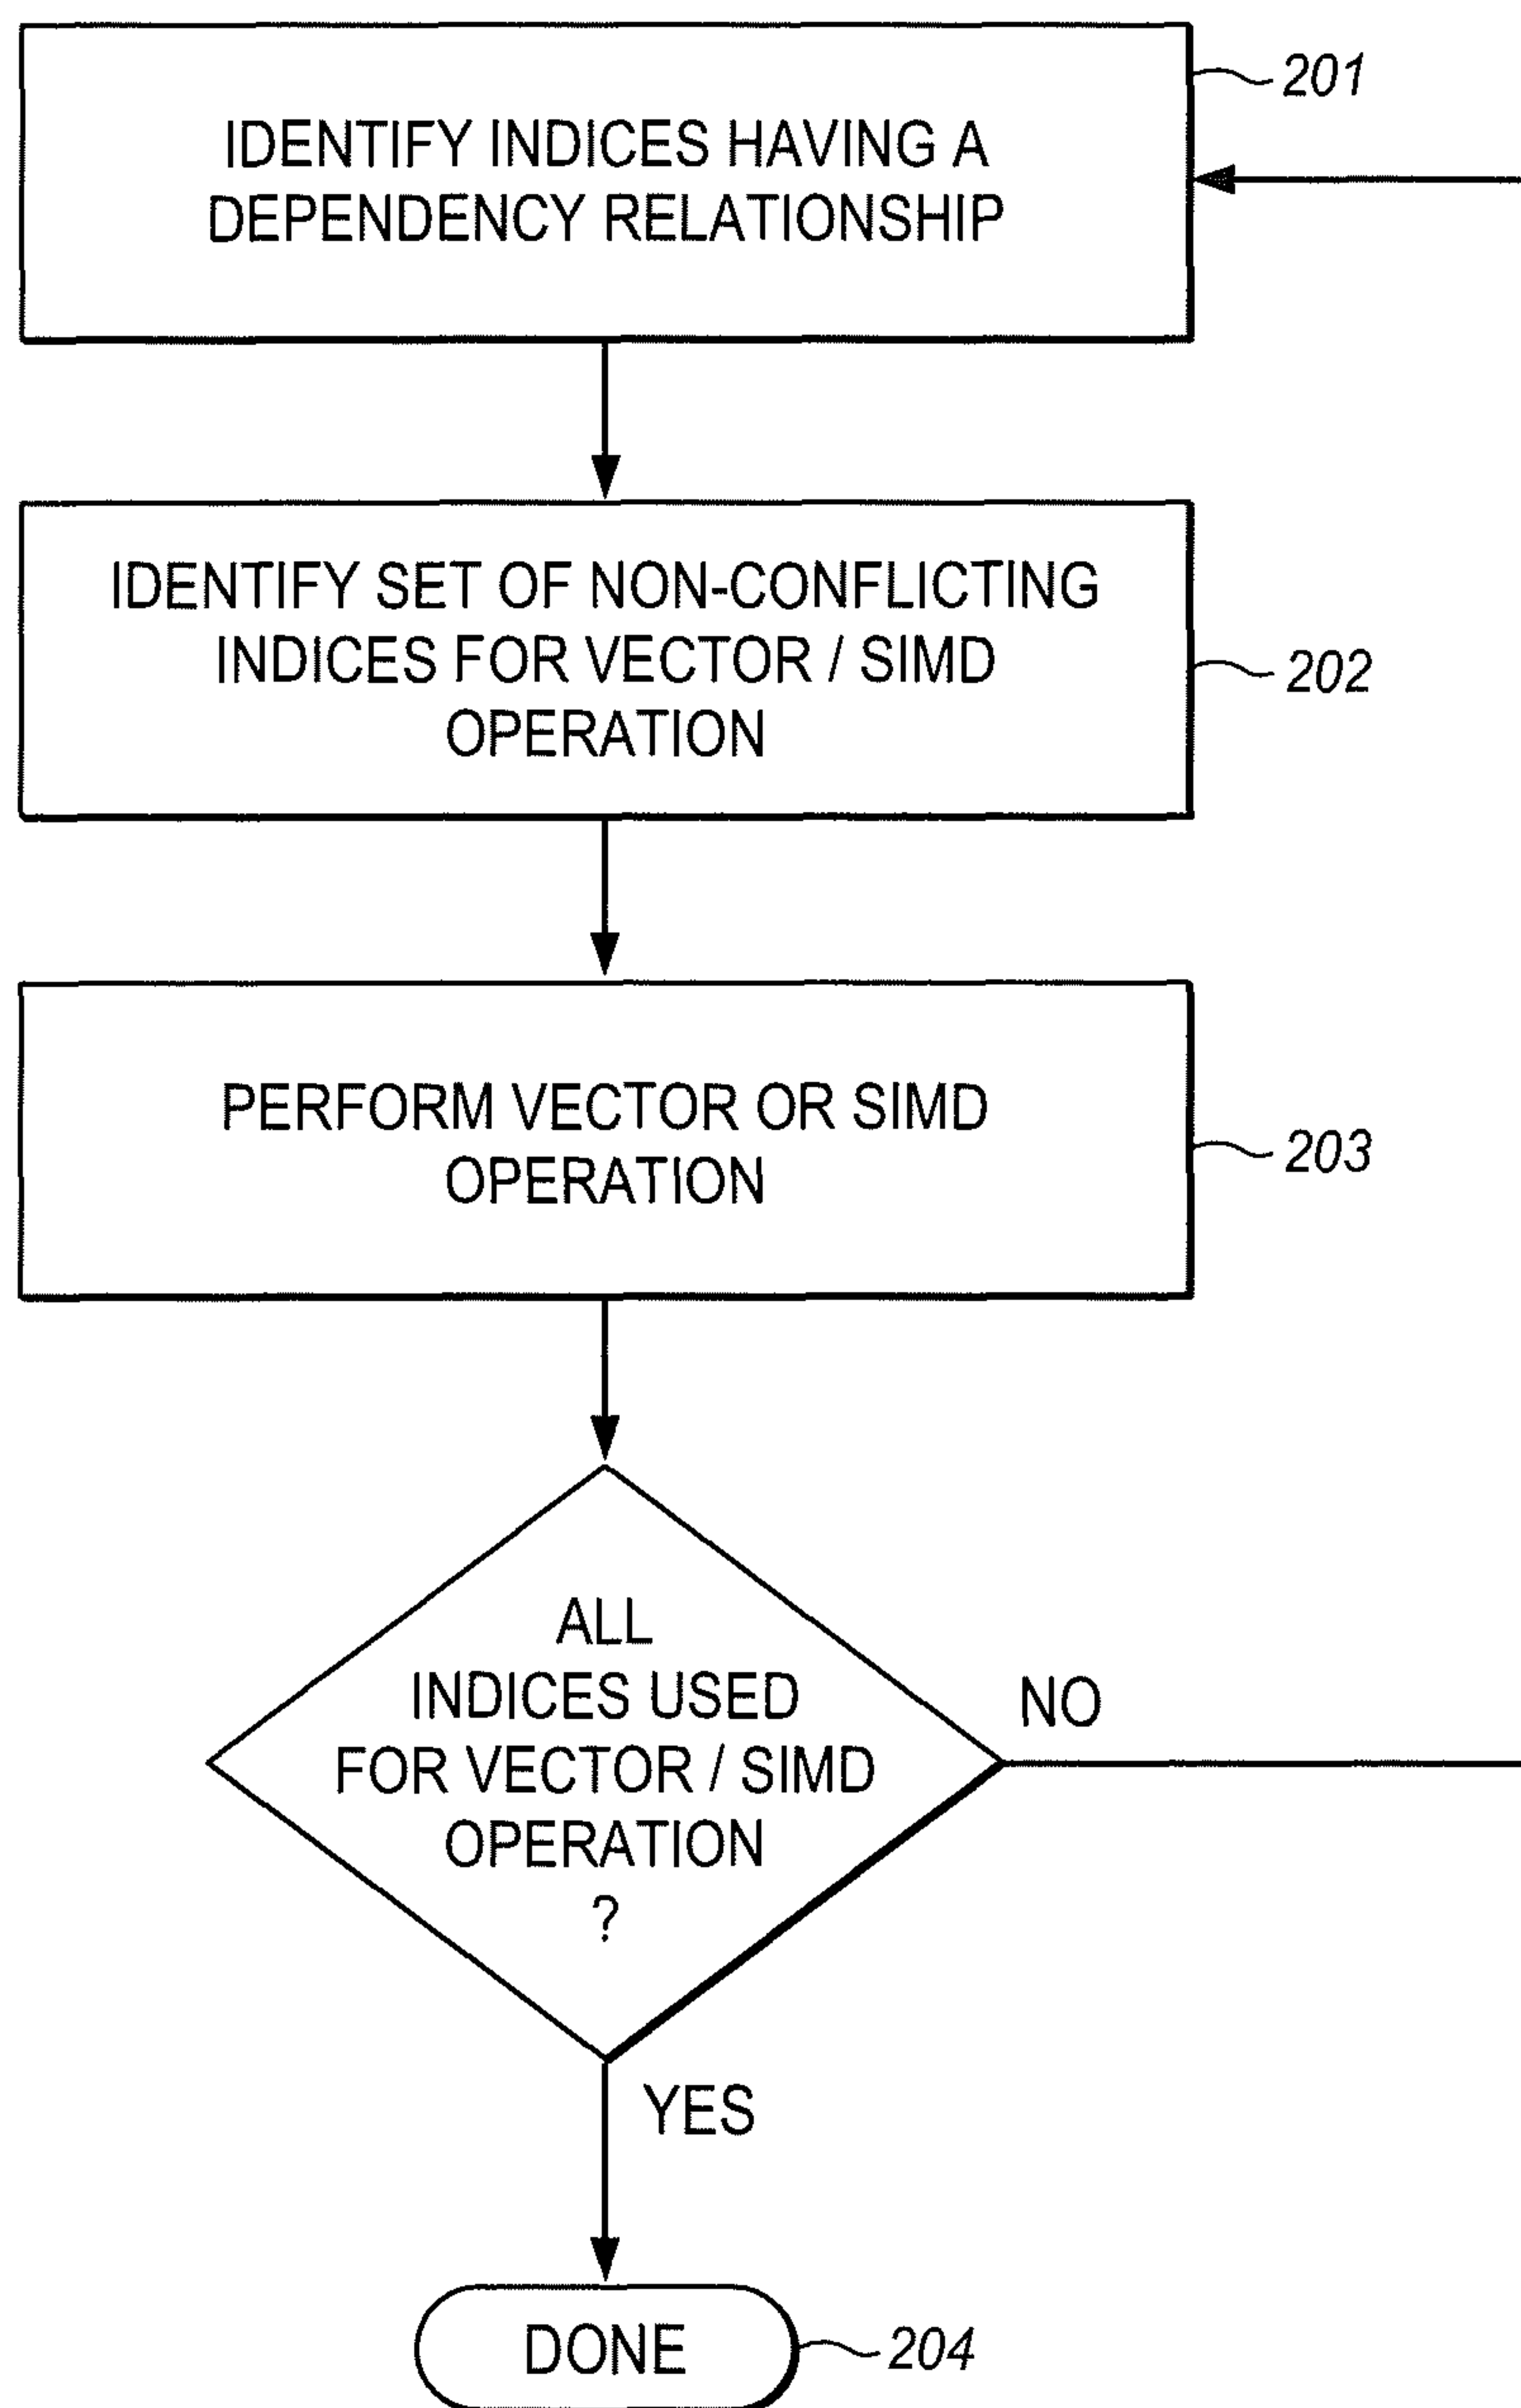 IDENTIFY INDICES HAVING A
DEPENDENCY RELATIONSHIP
201
IDENTIFY SET OF NON-CONFLICTING
INDICES FOR VECTOR / SIMD
OPERATION
202
PERFORM VECTOR OR SIMD
OPERATION
203
ALL
INDICES USED
FOR VECTOR / SIMD
OPERATION
?
NO
YES
DONE
204